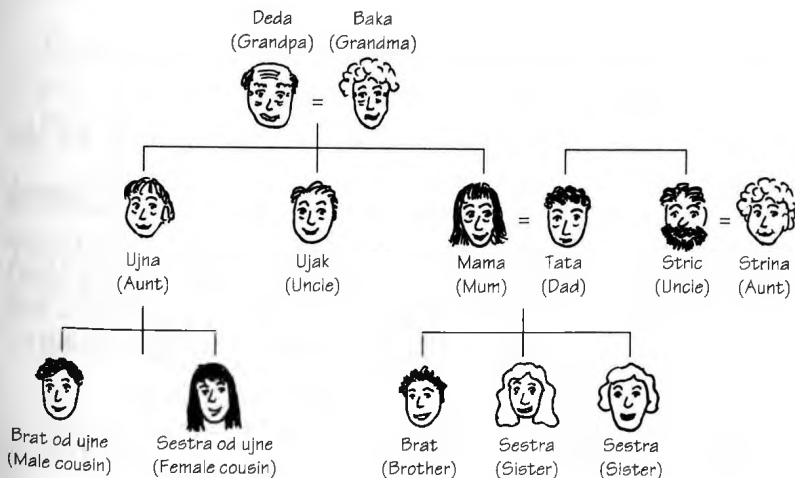 Deda
(Grandpa)
Baka
(Grandma)
=
Ujna
(Aunt)
Ujak
(Uncie)
Mama
(Mum)
=
Tata
(Dad)
Stric
(Uncle)
=
Strina
(Aunt)
Brat od ujne
(Male cousin)
Sestra od ujne
(Female cousin)
Brat
(Brother)
Sestra
(Sister)
Sestra
(Sister)